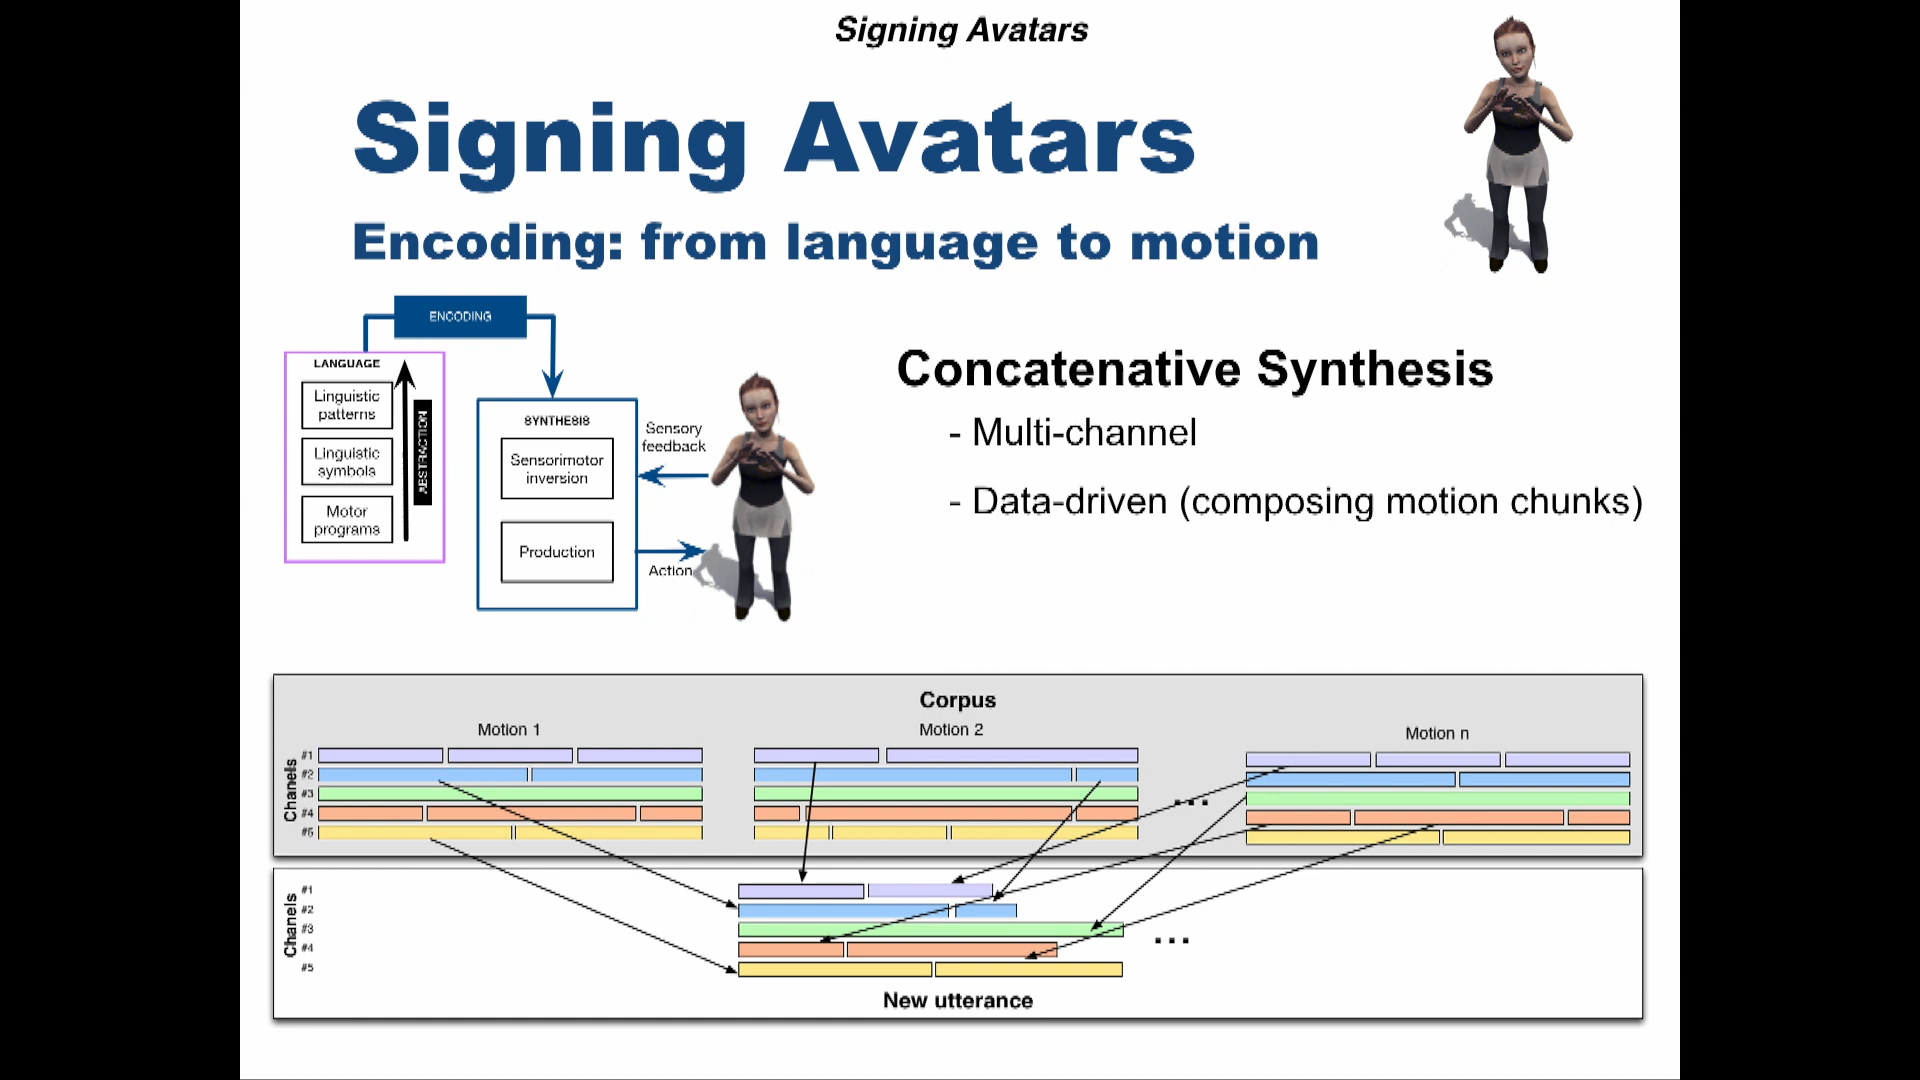 Signing Avatars
Signing Avatars
Encoding: from language to motion
ENCODING
LANGUAGE
Linguistic
patterns
Linguistic
symbols
Motor
programs
ABSTRACTION
SYNTHESIS
Sensorimotor
inversion
Production
Sensory
feedback
Action
Concatenative Synthesis
- Multi-channel
- Data-driven (composing motion chunks)
Corpus
Motion 1
Motion 2
Motion n
Channels
#1
#2
#3
#4
#5
...
Channels
#1
#2
#3
#4
#5
...
New utterance